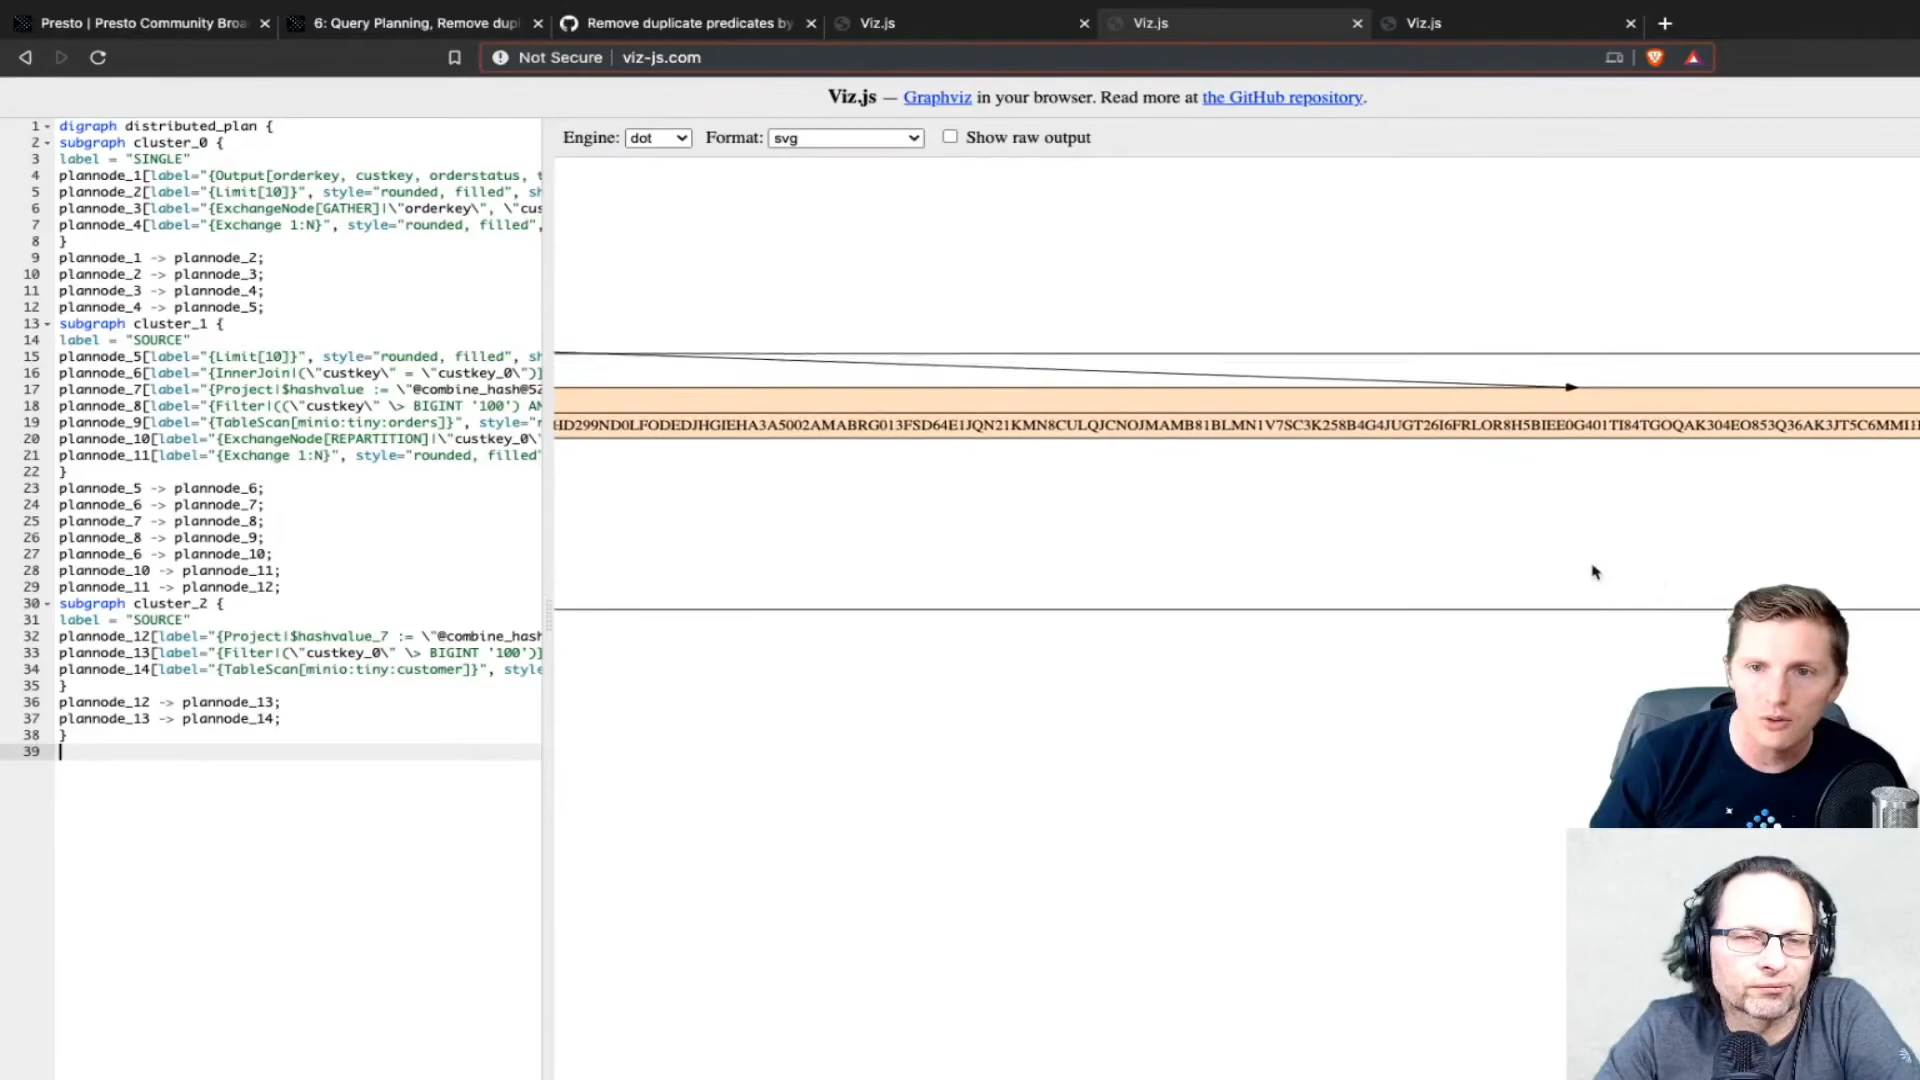 Presto | Presto Community Broa
6: Query Planning, Remove dup
Remove duplicate predicates by
Viz.js
Viz.js
Viz.js
Not Secure
viz-js.com
Viz.js — Graphviz in your browser. Read more at the GitHub repository.
Engine: dot Format: svg Show raw output
1 digraph distributed_plan {
2 subgraph cluster_0 {
3 label = "SINGLE"
4 plannode_1[label="{Output[orderkey, custkey, orderstatus, t
5 plannode_2[label="{Limit[10]}", style="rounded, filled", sh
6 plannode_3[label="{ExchangeNode[GATHER]|\"orderkey\", \"cus
7 plannode_4[label="{Exchange 1:N}", style="rounded, filled",
8 }
9 plannode_1 -> plannode_2;
10 plannode_2 -> plannode_3;
11 plannode_3 -> plannode_4;
12 plannode_4 -> plannode_5;
13 subgraph cluster_1 {
14 label = "SOURCE"
15 plannode_5[label="{Limit[10]}", style="rounded, filled", sh
16 plannode_6[label="{InnerJoin|(\"custkey\" = \"custkey_0\")}
17 plannode_7[label="{Project|$hashvalue := \"@combine_hash@52
18 plannode_8[label="{Filter|((\"custkey\" \> BIGINT '100') AN
19 plannode_9[label="{TableScan[minio:tiny:orders]}", style="r
20 plannode_10[label="{ExchangeNode[REPARTITION]|\"custkey_0\"
21 plannode_11[label="{Exchange 1:N}", style="rounded, filled"
22 }
23 plannode_5 -> plannode_6;
24 plannode_6 -> plannode_7;
25 plannode_7 -> plannode_8;
26 plannode_8 -> plannode_9;
27 plannode_6 -> plannode_10;
28 plannode_10 -> plannode_11;
29 plannode_11 -> plannode_12;
30 subgraph cluster_2 {
31 label = "SOURCE"
32 plannode_12[label="{Project|$hashvalue_7 := \"@combine_hash
33 plannode_13[label="{Filter|(\"custkey_0\" \> BIGINT '100')}
34 plannode_14[label="{TableScan[minio:tiny:customer]}", style
35 }
36 plannode_12 -> plannode_13;
37 plannode_13 -> plannode_14;
38 }
39
HD299ND0LFODEDJHGIEHA3A5002AMABRG013FSD64E1JQN21KMN8CULQJCNOJMAMB81BLMN1V7SC3K258B4G4JUGT26I6FRLOR8H5BIEE0G401TI84TGOQAK304EO853Q36AK3JT5C6MMI1